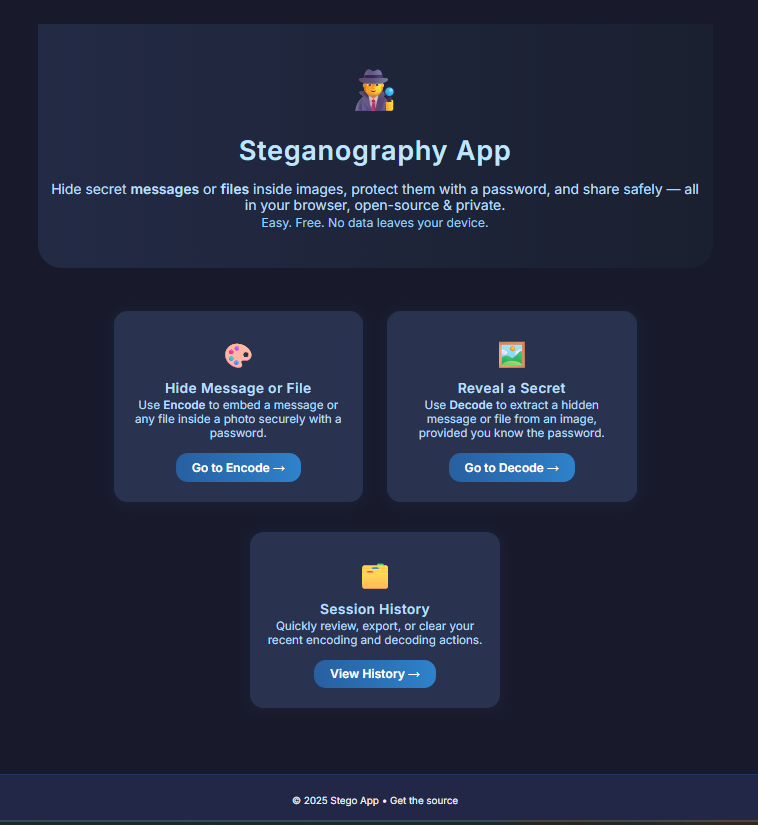 Steganography App
Hide secret messages or files inside images, protect them with a password, and share safely — all
in your browser, open-source & private.
Easy. Free. No data leaves your device.
Hide Message or File
Use Encode to embed a message or
any file inside a photo securely with a
password.
Go to Encode →
Reveal a Secret
Use Decode to extract a hidden
message or file from an image,
provided you know the password.
Go to Decode →
Session History
Quickly review, export, or clear your
recent encoding and decoding actions.
View History →
© 2025 Stego App • Get the source